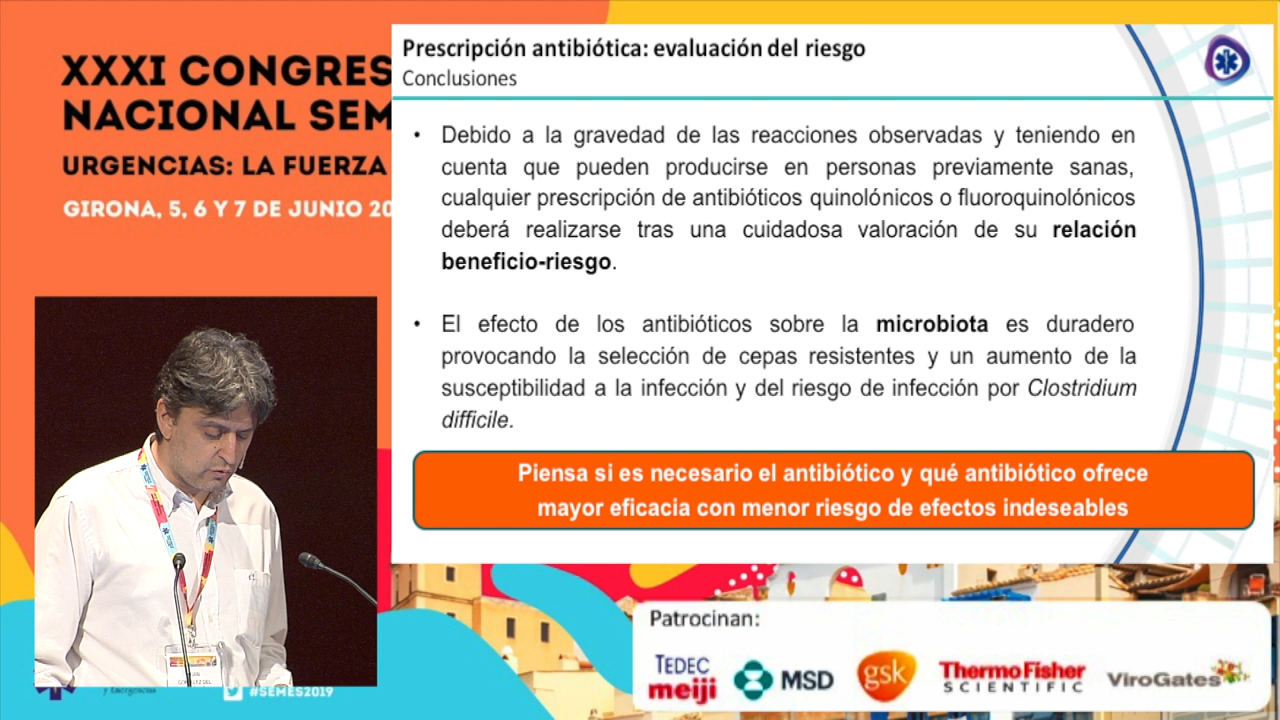 XXXI CONGRES
NACIONAL SEM
URGENCIAS: LA FUERZA
GIRONA, 5, 6 Y 7 DE JUNIO 20
Prescripción antibiótica: evaluación del riesgo
Conclusiones
• Debido a la gravedad de las reacciones observadas y teniendo en
cuenta que pueden producirse en personas previamente sanas,
cualquier prescripción de antibióticos quinolónicos o fluoroquinolónicos
deberá realizarse tras una cuidadosa valoración de su relación
beneficio-riesgo.
• El efecto de los antibióticos sobre la microbiota es duradero
provocando la selección de cepas resistentes y un aumento de la
susceptibilidad a la infección y del riesgo de infección por Clostridium
difficile.
Piensa si es necesario el antibiótico y qué antibiótico ofrece
mayor eficacia con menor riesgo de efectos indeseables
y Emergencias
#SEMES2019
Patrocinan:
TEDEC
meiji
MSD
gsk
ThermoFisher
SCIENTIFIC
ViroGates